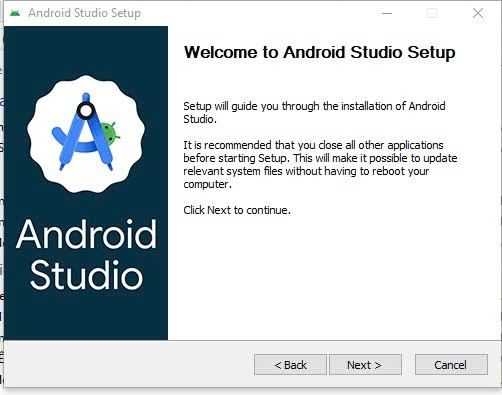 Android Studio Setup
Welcome to Android Studio Setup
Setup will guide you through the installation of Android
Studio.
It is recommended that you close all other applications
before starting Setup. This will make it possible to update
relevant system files without having to reboot your
computer.
Click Next to continue.
Android
Studio
< Back
Next >
Cancel